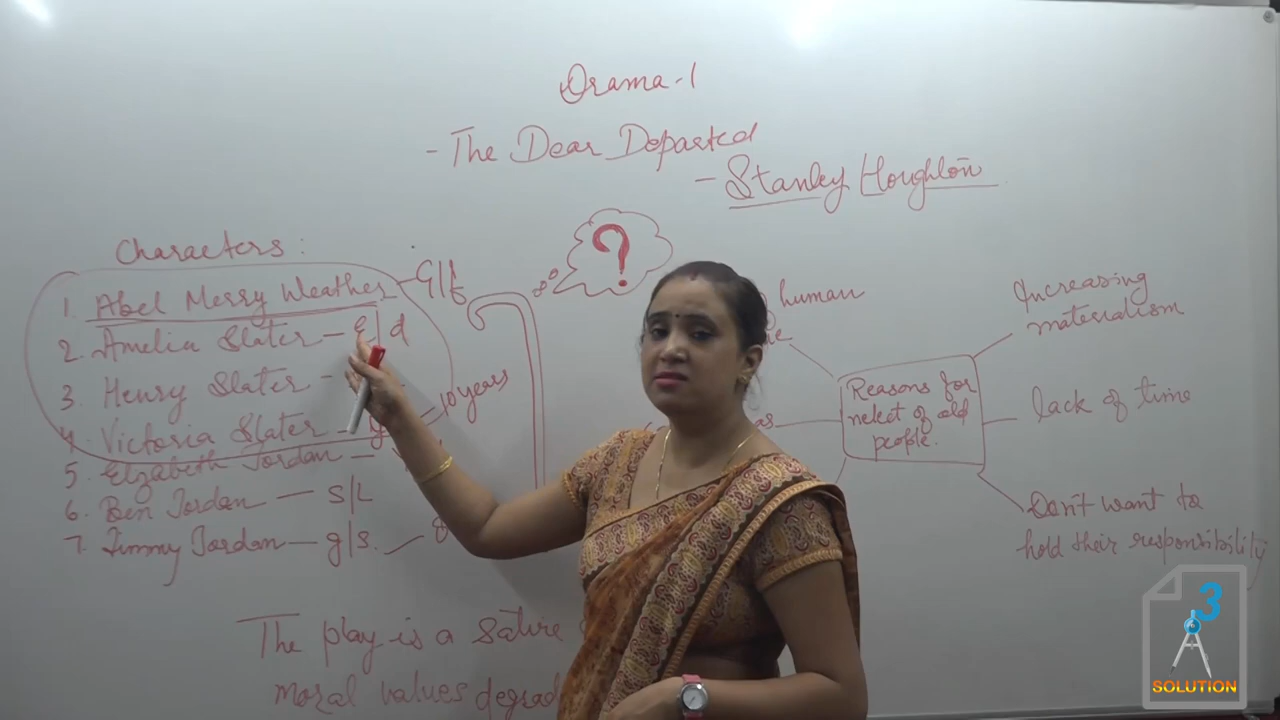 Drama-1
- The Dear Departed
- Stanley Houghton
Characters:
1. Abel Merry Weather
G/f
2. Amelia Slater - E/d
3. Henry Slater -
4. Victoria Slater -
10 years
5. Elzabeth Jordan -
6. Ben Jordan - S/L
7. Jimmy Jordan - g/s.
?
human
Reasons for
nelect of old
people.
Increasing
materialism
lack of time
Don't want to
hold their responsibility
The play is a satire
moral values degrad
3
SOLUTION